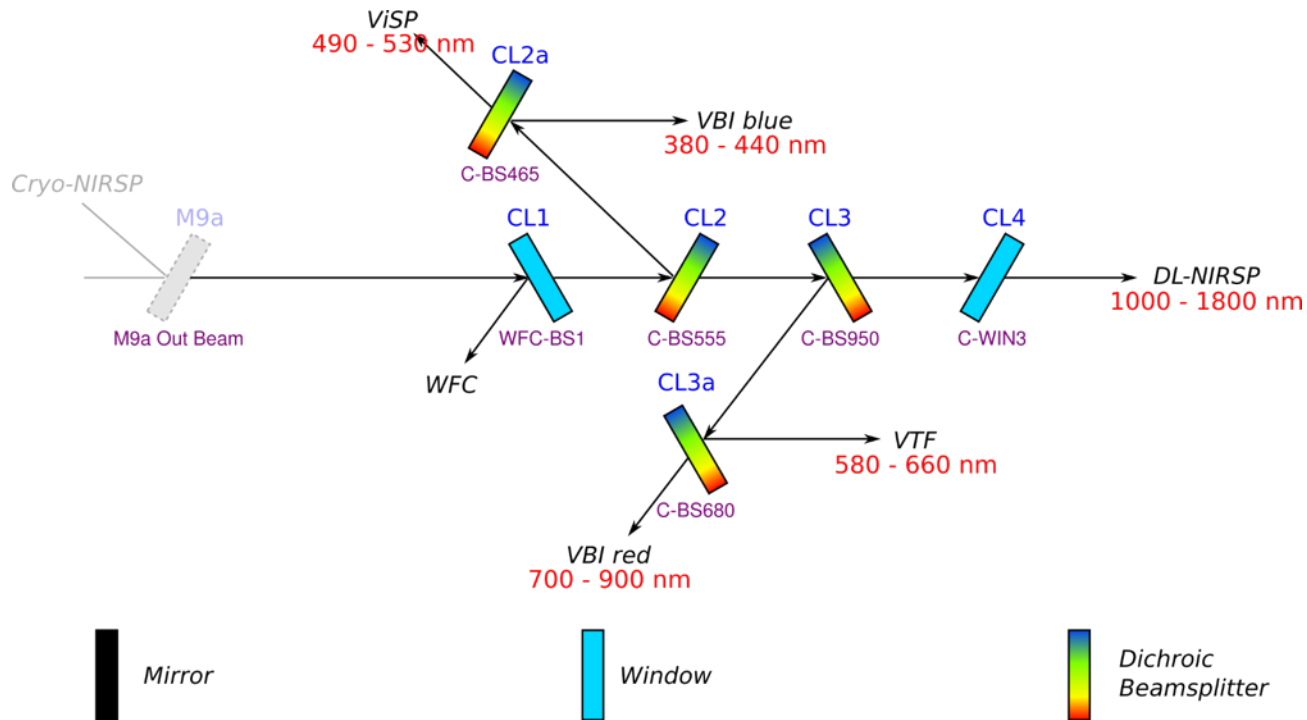 ViSP
490 - 530 nm
CL2a
VBI blue
380 - 440 nm
C-BS465
Cryo-NIRSP
M9a
CL1
CL2
CL3
CL4
DL-NIRSP
1000 - 1800 nm
M9a Out Beam
WFC-BS1
C-BS555
C-BS950
C-WIN3
WFC
CL3a
VTF
580 - 660 nm
C-BS680
VBI red
700 - 900 nm
Mirror
Window
Dichroic
Beamsplitter